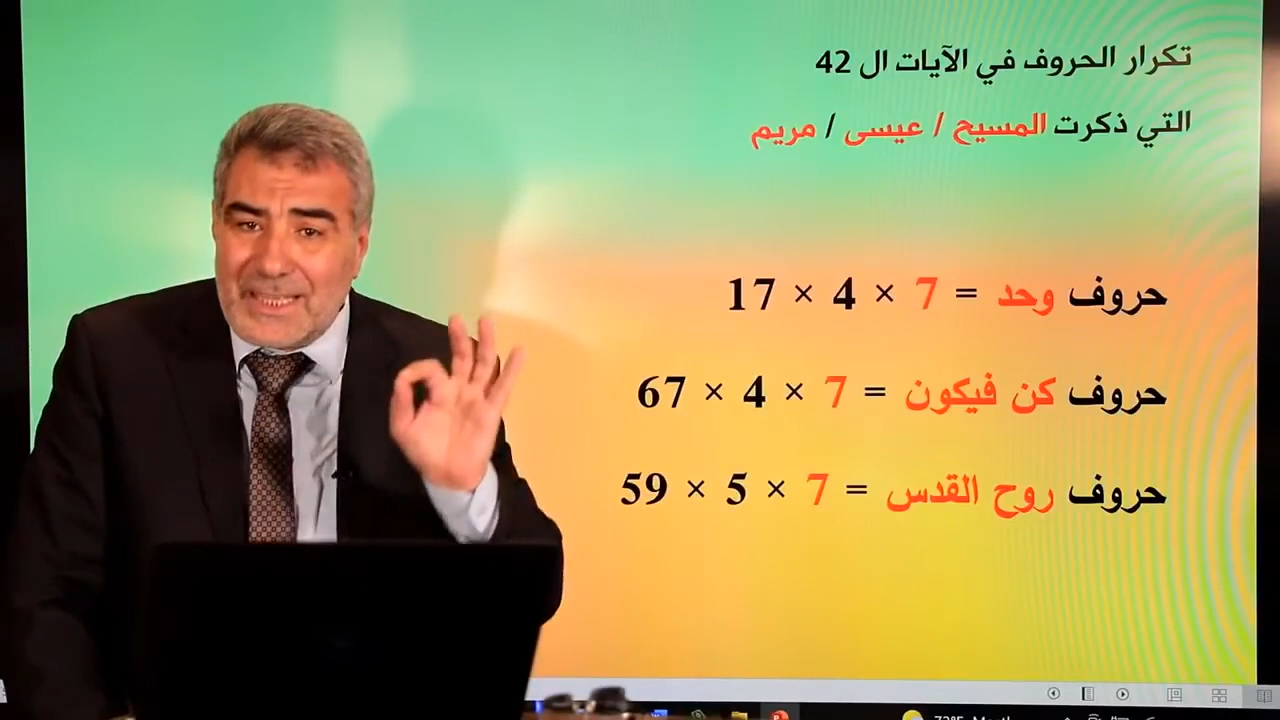 تكرار الحروف في الآيات ال 42
التي ذكرت المسيح / عيسى / مريم
حروف وحد = 7 × 4 × 17
حروف كن فيكون = 7 × 4 × 67
حروف روح القدس = 7 × 5 × 59